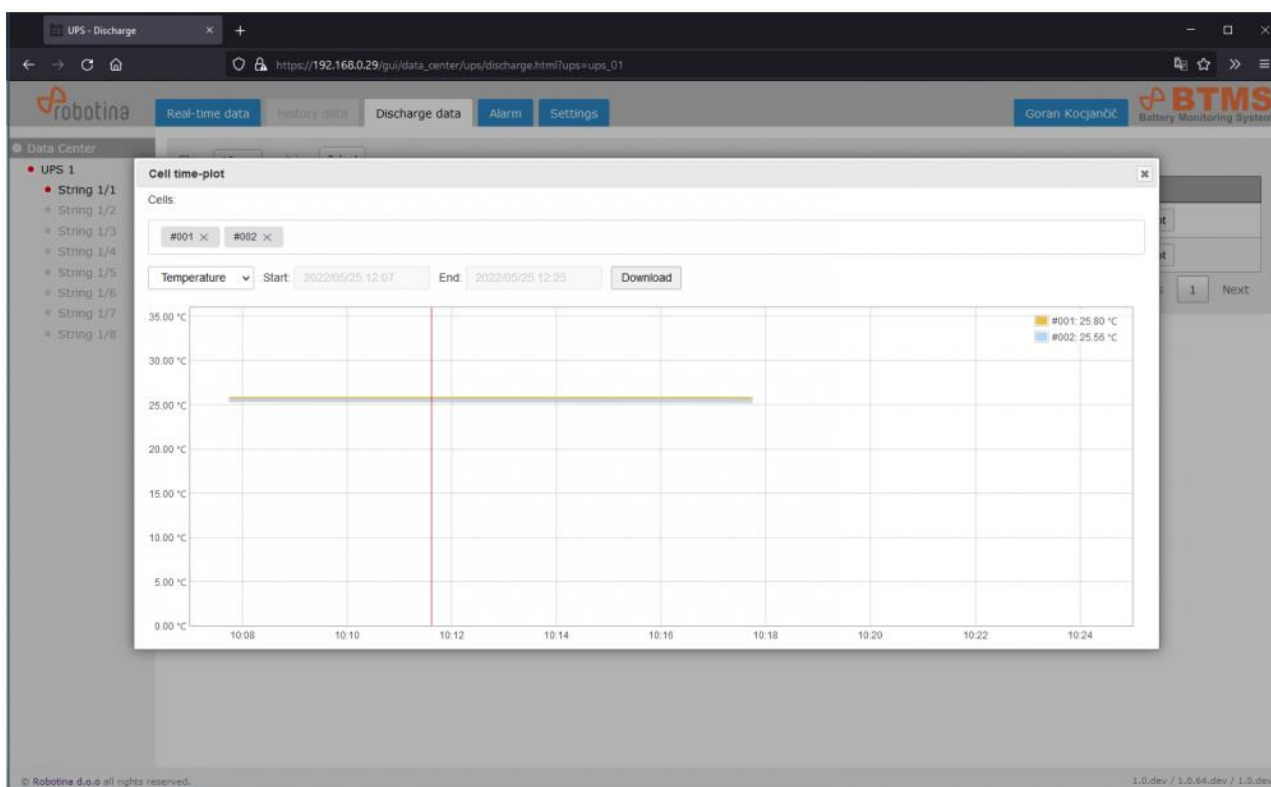 UPS - Discharge
https://192.168.0.29/gui/data_center/ups/discharge.html?ups=ups_01
robotina
Real-time data History data Discharge data Alarm Settings
Goran Kocjančič
BTMS
Battery Monitoring System
Data Center
UPS 1
String 1/1
String 1/2
String 1/3
String 1/4
String 1/5
String 1/6
String 1/7
String 1/8
Cell time-plot
Cells:
#001 #002
Temperature Start: 2022/05/25 12:07 End: 2022/05/25 12:25 Download
1 Next
#001: 25.80 °C
#002: 25.56 °C
35.00 °C
30.00 °C
25.00 °C
20.00 °C
15.00 °C
10.00 °C
5.00 °C
0.00 °C
10:08 10:10 10:12 10:14 10:16 10:18 10:20 10:22 10:24
© Robotina d.o.o all rights reserved.
1.0.dev / 1.0.64.dev / 1.0.dev